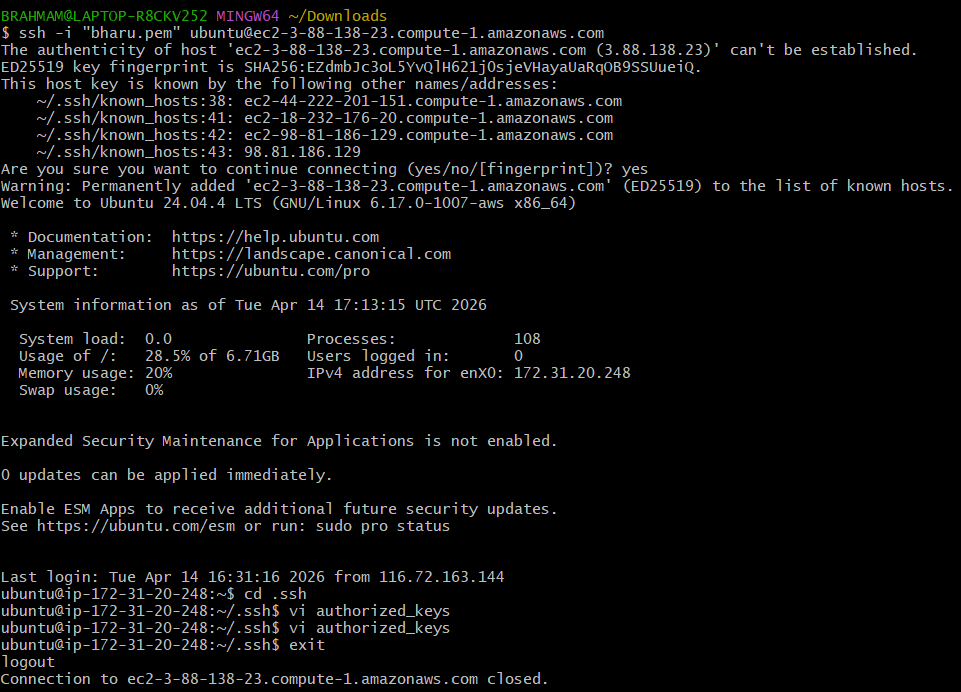 BRAHMAM@LAPTOP-R8CKV252 MINGW64 ~/Downloads
$ ssh -i "bharu.pem" ubuntu@ec2-3-88-138-23.compute-1.amazonaws.com
The authenticity of host 'ec2-3-88-138-23.compute-1.amazonaws.com (3.88.138.23)' can't be established.
ED25519 key fingerprint is SHA256:EZdmbJc3oL5YvQlH621jOsjeVHayaUaRqOB9SSUueiQ.
This host key is known by the following other names/addresses:
    ~/.ssh/known_hosts:38: ec2-44-222-201-151.compute-1.amazonaws.com
    ~/.ssh/known_hosts:41: ec2-18-232-176-20.compute-1.amazonaws.com
    ~/.ssh/known_hosts:42: ec2-98-81-186-129.compute-1.amazonaws.com
    ~/.ssh/known_hosts:43: 98.81.186.129
Are you sure you want to continue connecting (yes/no/[fingerprint])? yes
Warning: Permanently added 'ec2-3-88-138-23.compute-1.amazonaws.com' (ED25519) to the list of known hosts.
Welcome to Ubuntu 24.04.4 LTS (GNU/Linux 6.17.0-1007-aws x86_64)

 * Documentation:  https://help.ubuntu.com
 * Management:     https://landscape.canonical.com
 * Support:        https://ubuntu.com/pro

 System information as of Tue Apr 14 17:13:15 UTC 2026

  System load:  0.0               Processes:             108
  Usage of /:   28.5% of 6.71GB   Users logged in:       0
  Memory usage: 20%               IPv4 address for enX0: 172.31.20.248
  Swap usage:   0%

Expanded Security Maintenance for Applications is not enabled.

0 updates can be applied immediately.

Enable ESM Apps to receive additional future security updates.
See https://ubuntu.com/esm or run: sudo pro status

Last login: Tue Apr 14 16:31:16 2026 from 116.72.163.144
ubuntu@ip-172-31-20-248:~$ cd .ssh
ubuntu@ip-172-31-20-248:~/.ssh$ vi authorized_keys
ubuntu@ip-172-31-20-248:~/.ssh$ vi authorized_keys
ubuntu@ip-172-31-20-248:~/.ssh$ exit
logout
Connection to ec2-3-88-138-23.compute-1.amazonaws.com closed.